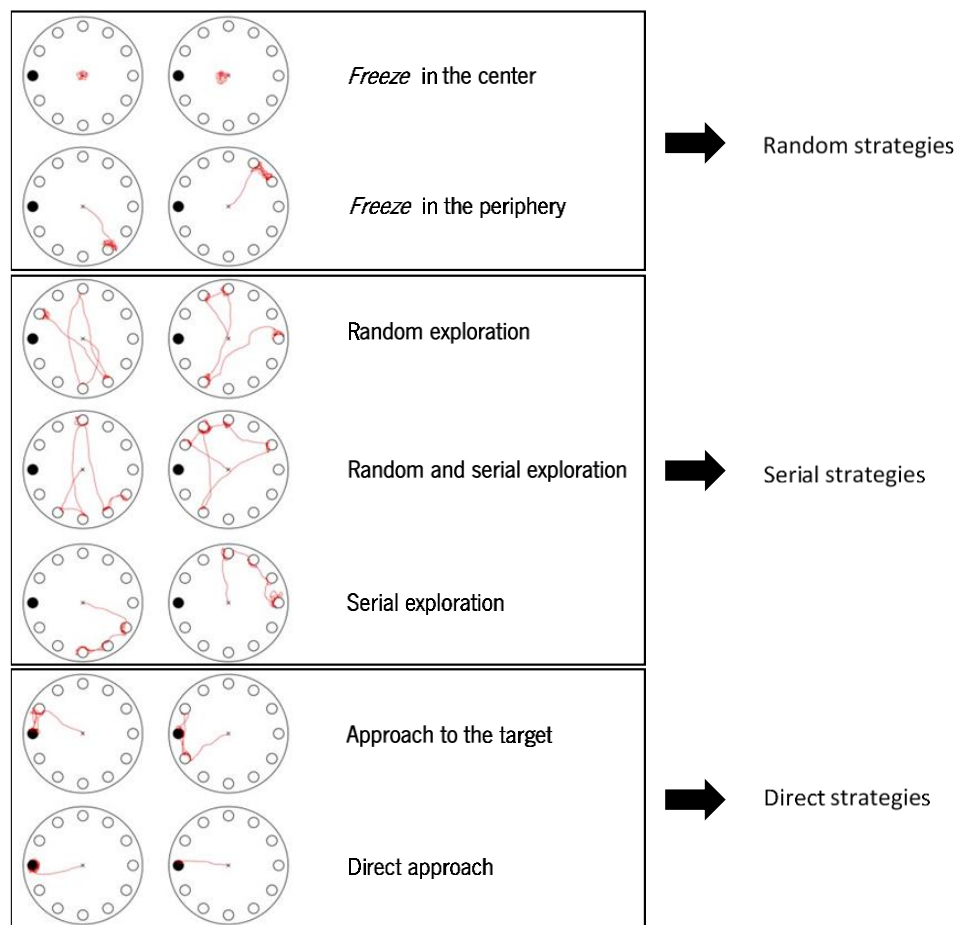 Freeze in the center
Freeze in the periphery
Random strategies
Random exploration
Random and serial exploration
Serial exploration
Serial strategies
Approach to the target
Direct approach
Direct strategies